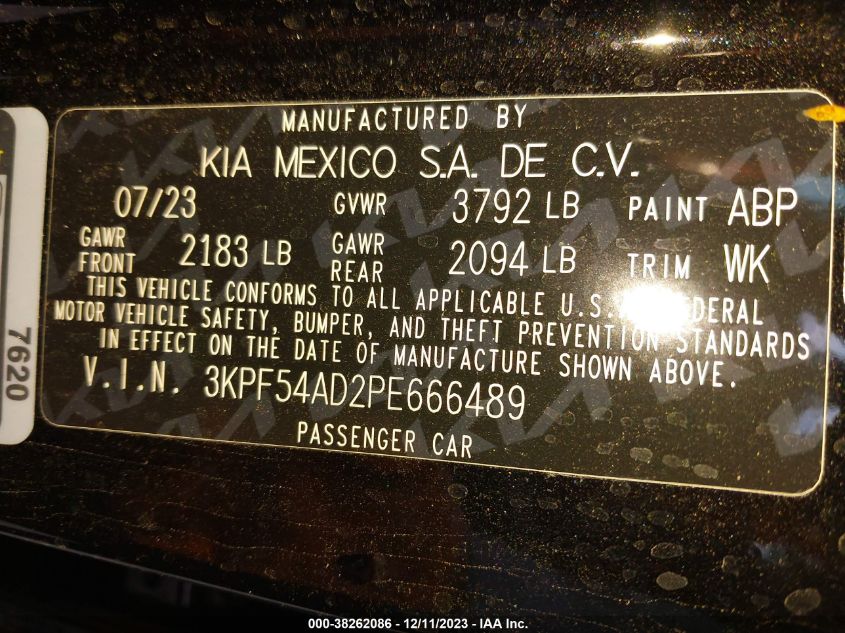 MANUFACTURED BY
KIA MEXICO S.A. DE C.V.
07/23 GVWR 3792 LB PAINT ABP
GAWR FRONT 2183 LB GAWR REAR 2094 LB TRIM WK
THIS VEHICLE CONFORMS TO ALL APPLICABLE U.S.
MOTOR VEHICLE SAFETY, BUMPER, AND THEFT PREVENTION STANDARDS
IN EFFECT ON THE DATE OF MANUFACTURE SHOWN ABOVE.
V.I.N. 3KPF54AD2PE666489
PASSENGER CAR
7620
000-38262086 - 12/11/2023 - IAA Inc.